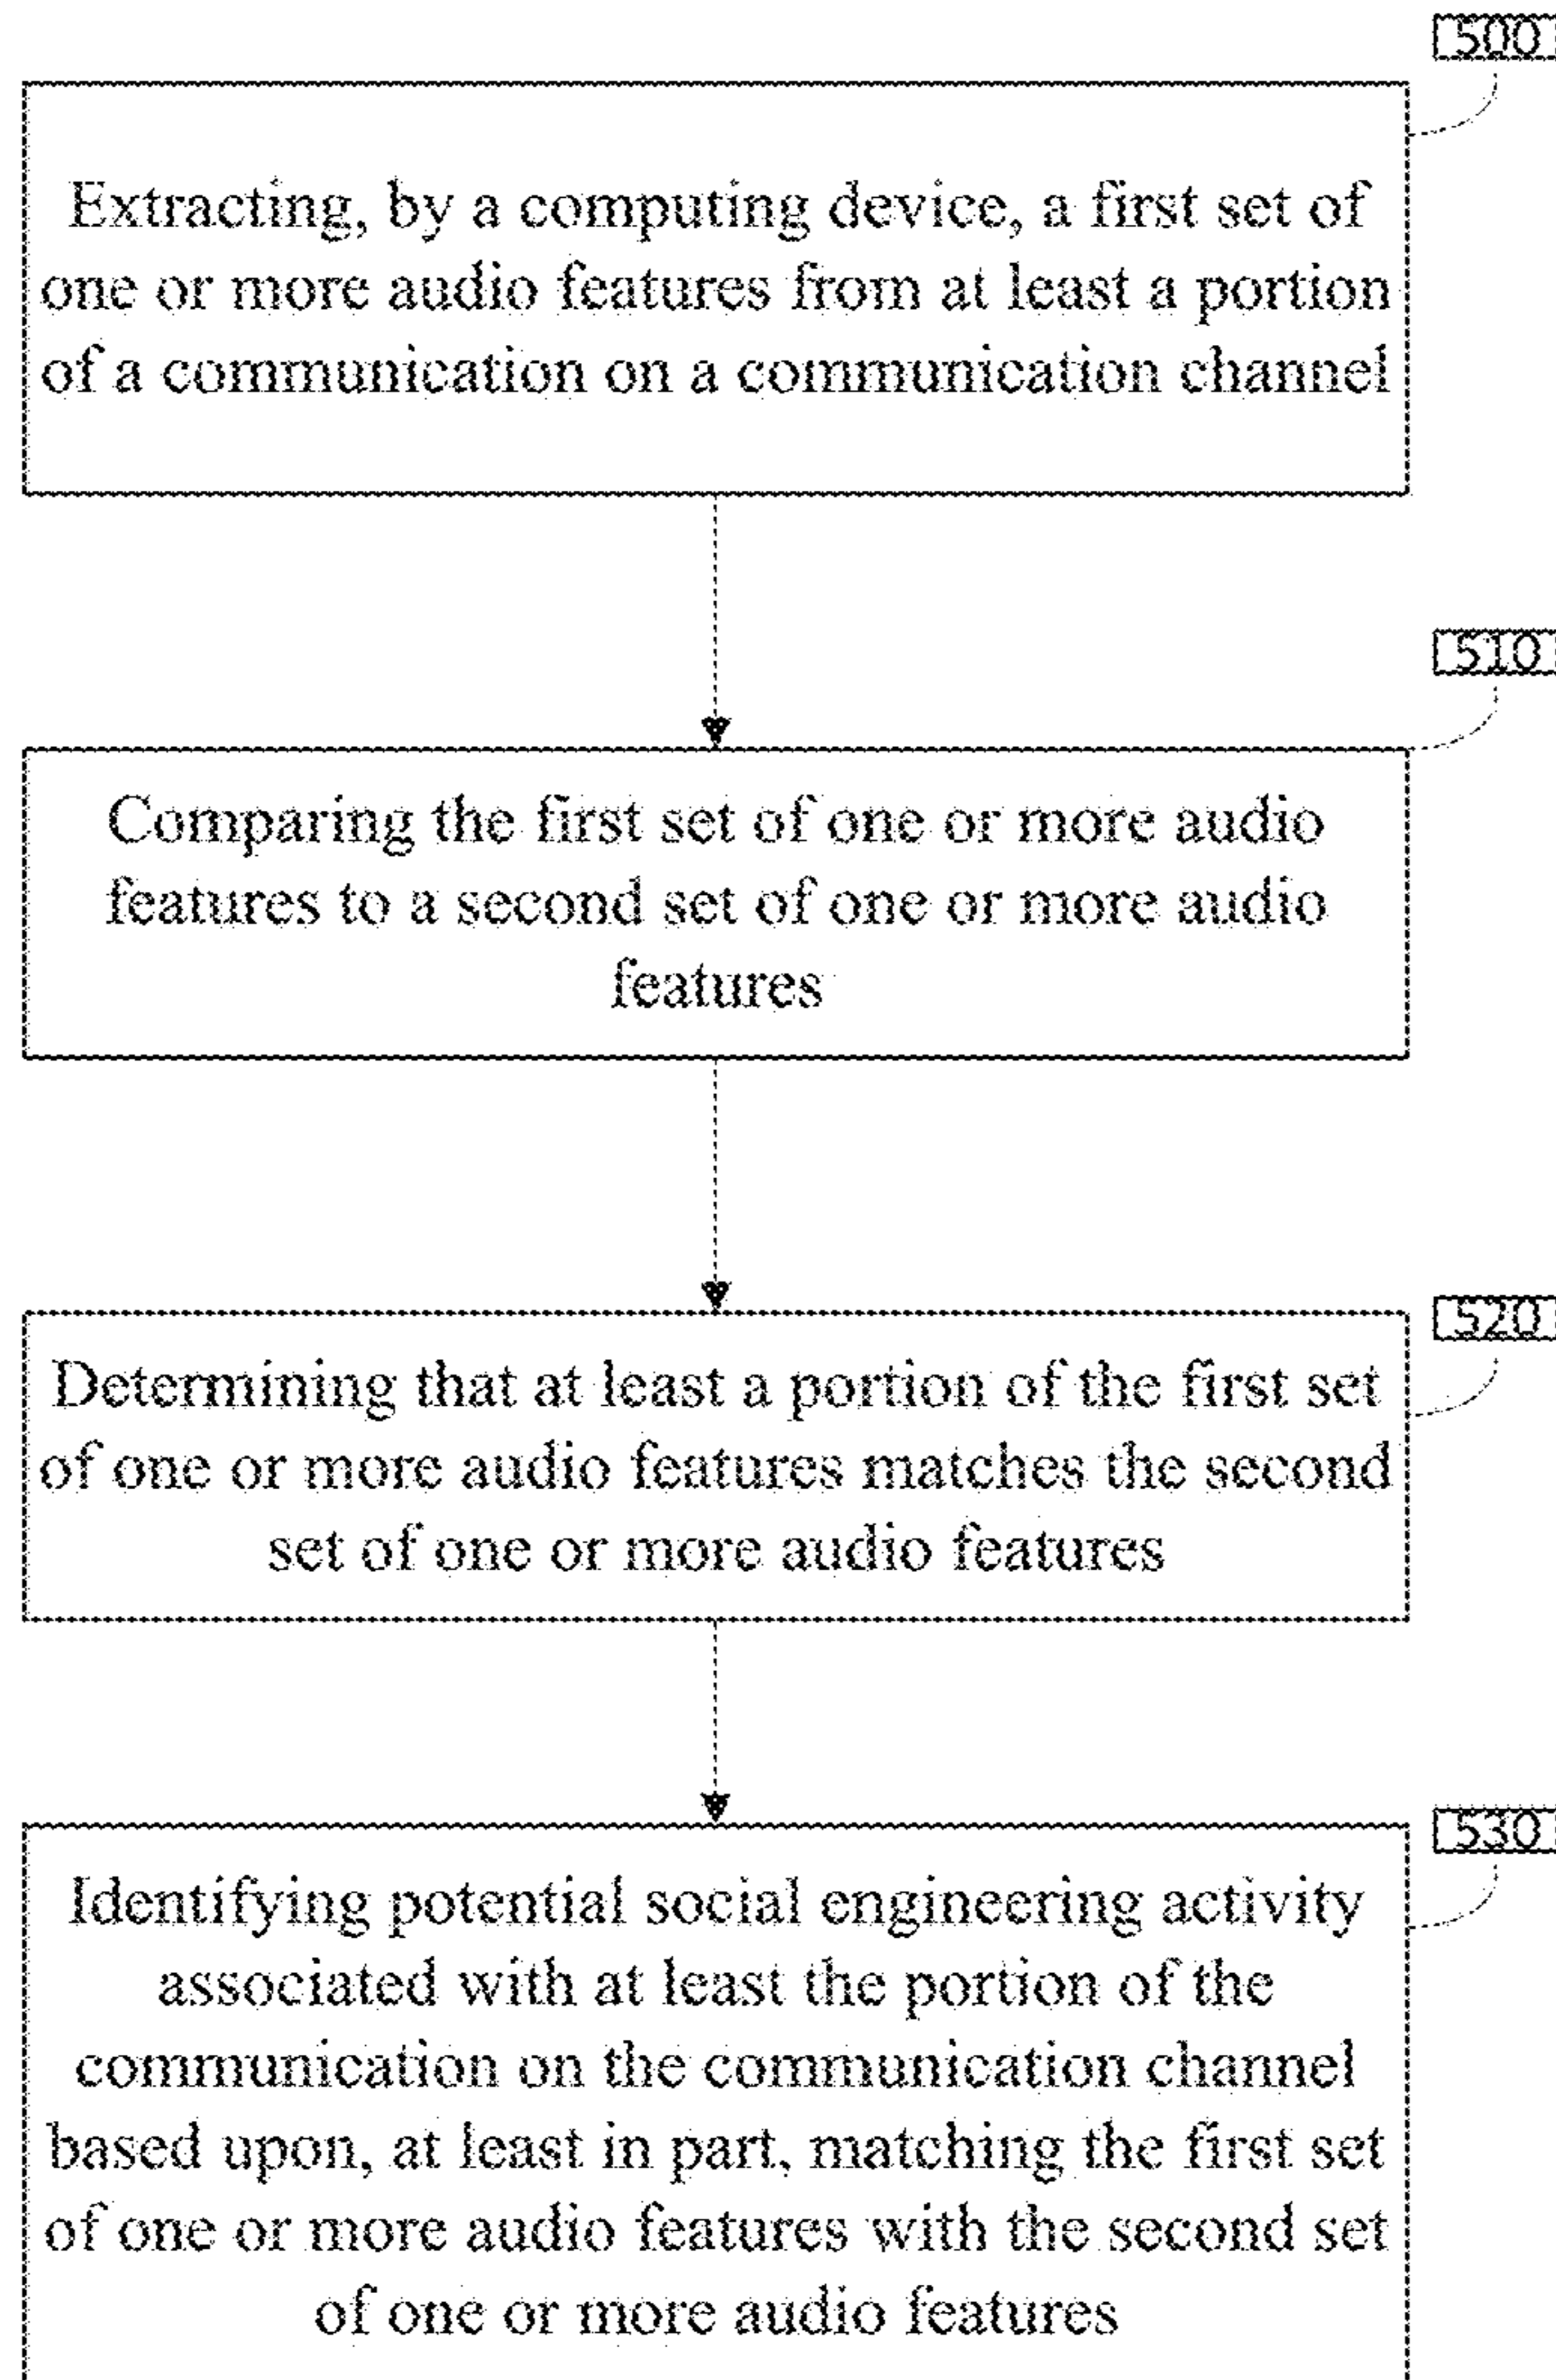 500
Extracting, by a computing device, a first set of
one or more audio features from at least a portion
of a communication on a communication channel
510
Comparing the first set of one or more audio
features to a second set of one or more audio
features
520
Determining that at least a portion of the first set
of one or more audio features matches the second
set of one or more audio features
530
Identifying potential social engineering activity
associated with at least the portion of the
communication on the communication channel
based upon, at least in part, matching the first set
of one or more audio features with the second set
of one or more audio features